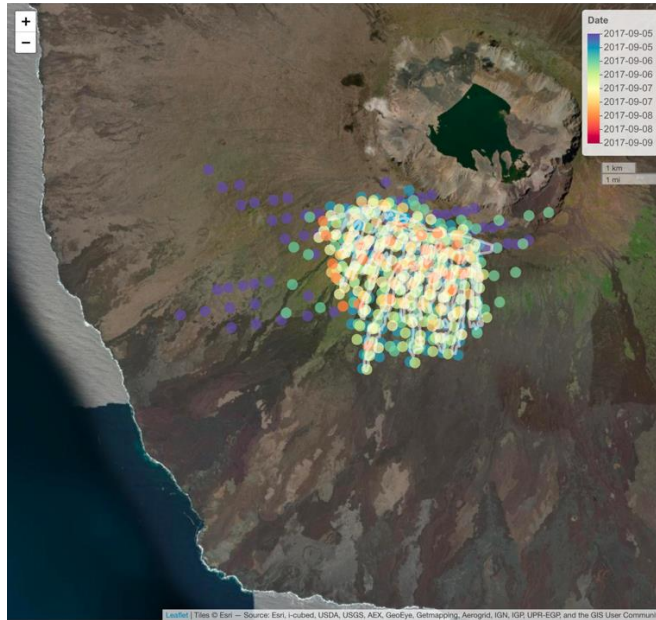 +
−
Date
2017-09-05
2017-09-05
2017-09-06
2017-09-06
2017-09-07
2017-09-07
2017-09-08
2017-09-08
2017-09-09
1 km
1 mi
Leaflet | Tiles © Esri — Source: Esri, i-cubed, USDA, USGS, AEX, GeoEye, Getmapping, Aerogrid, IGN, IGP, UPR-EGP, and the GIS User Communi